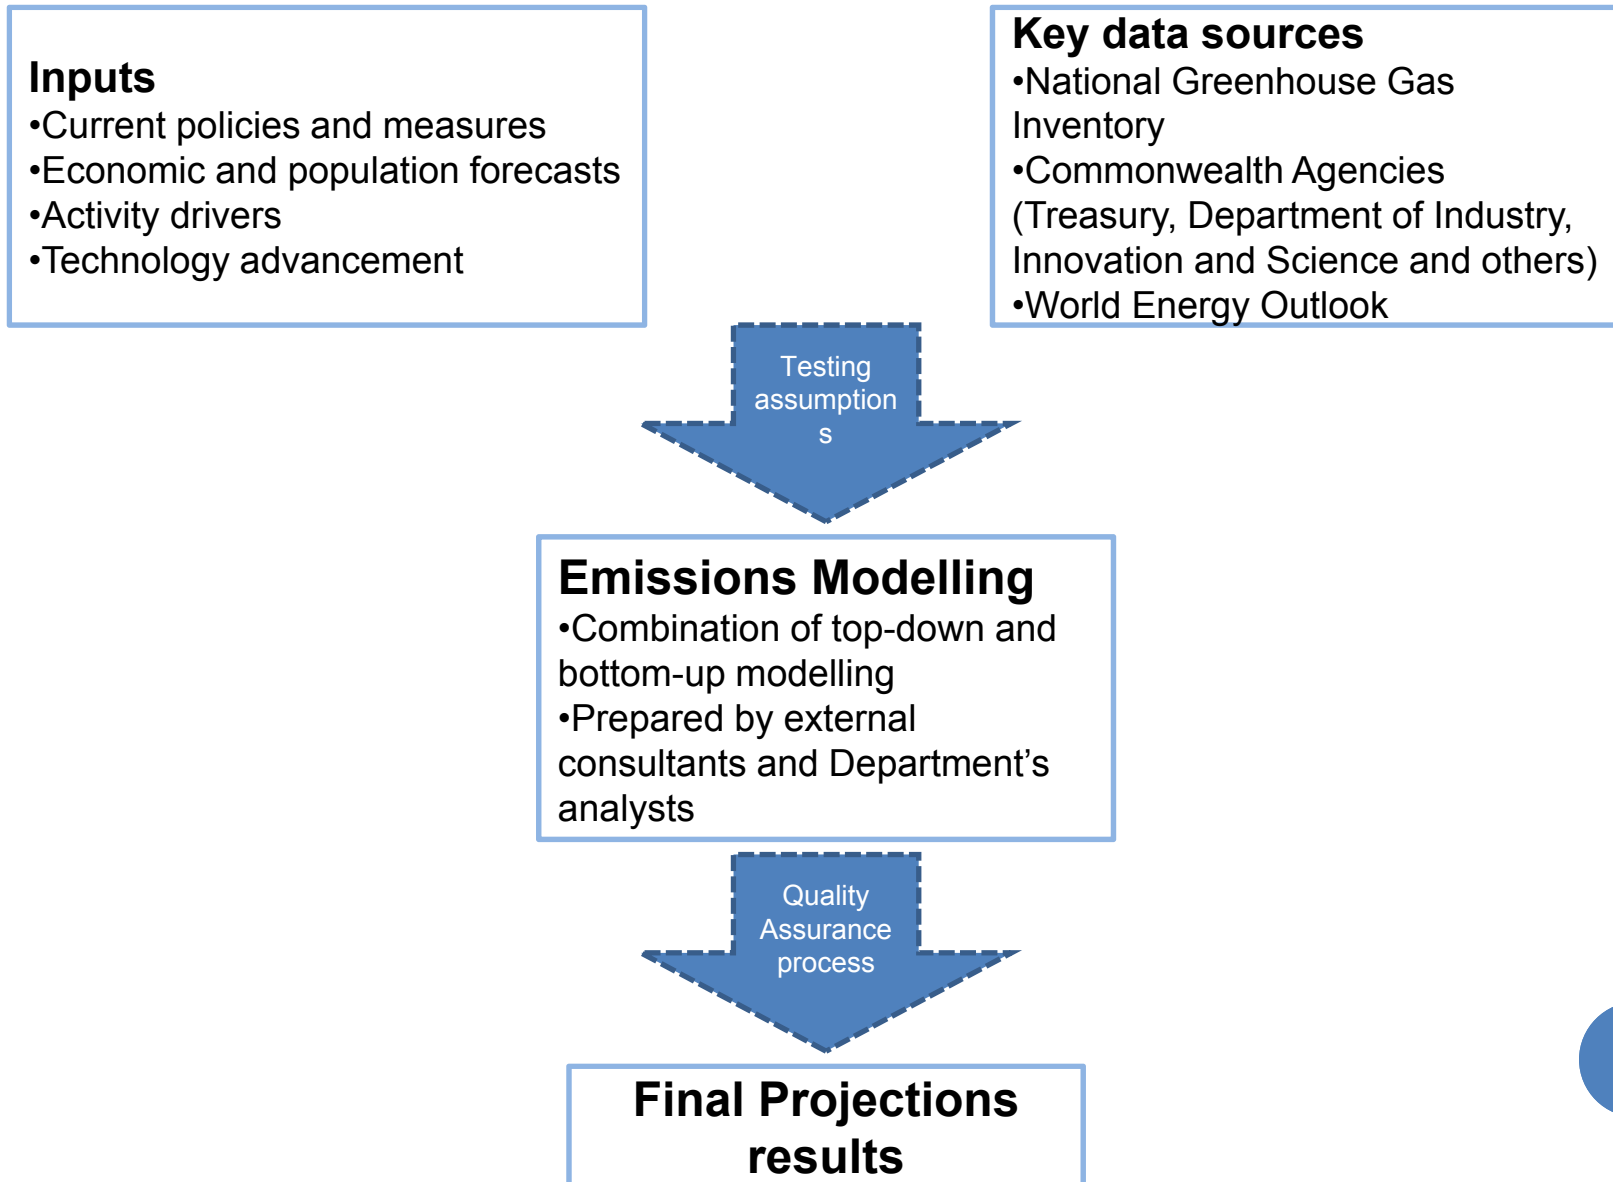 Inputs
•Current policies and measures
•Economic and population forecasts
•Activity drivers
•Technology advancement
Key data sources
•National Greenhouse Gas
Inventory
•Commonwealth Agencies
(Treasury, Department of Industry,
Innovation and Science and others)
•World Energy Outlook
Testing
assumption
s
Emissions Modelling
•Combination of top-down and
bottom-up modelling
•Prepared by external
consultants and Department’s
analysts
Quality
Assurance
process
Final Projections
results